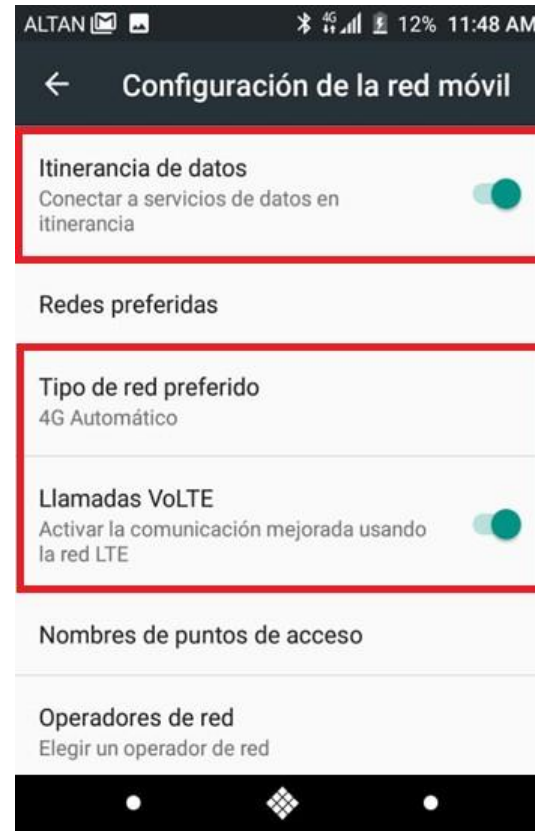 ALTAN 4G 12% 11:48 AM
Configuración de la red móvil
Itinerancia de datos
Conectar a servicios de datos en
itinerancia
Redes preferidas
Tipo de red preferido
4G Automático
Llamadas VoLTE
Activar la comunicación mejorada usando
la red LTE
Nombres de puntos de acceso
Operadores de red
Elegir un operador de red